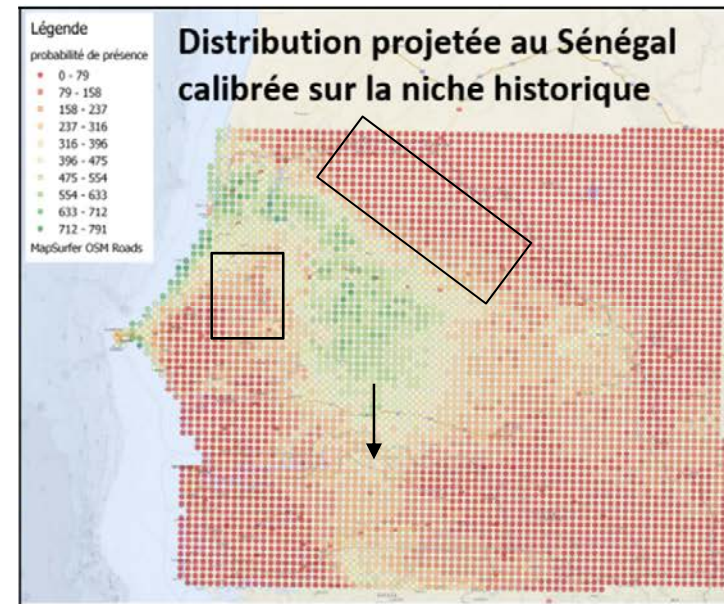 Légende
probabilité de présence
0 - 79
79 - 158
158 - 237
237 - 316
316 - 396
396 - 475
475 - 554
554 - 633
633 - 712
712 - 791
MapSurfer OSM Roads
Distribution projetée au Sénégal
calibrée sur la niche historique